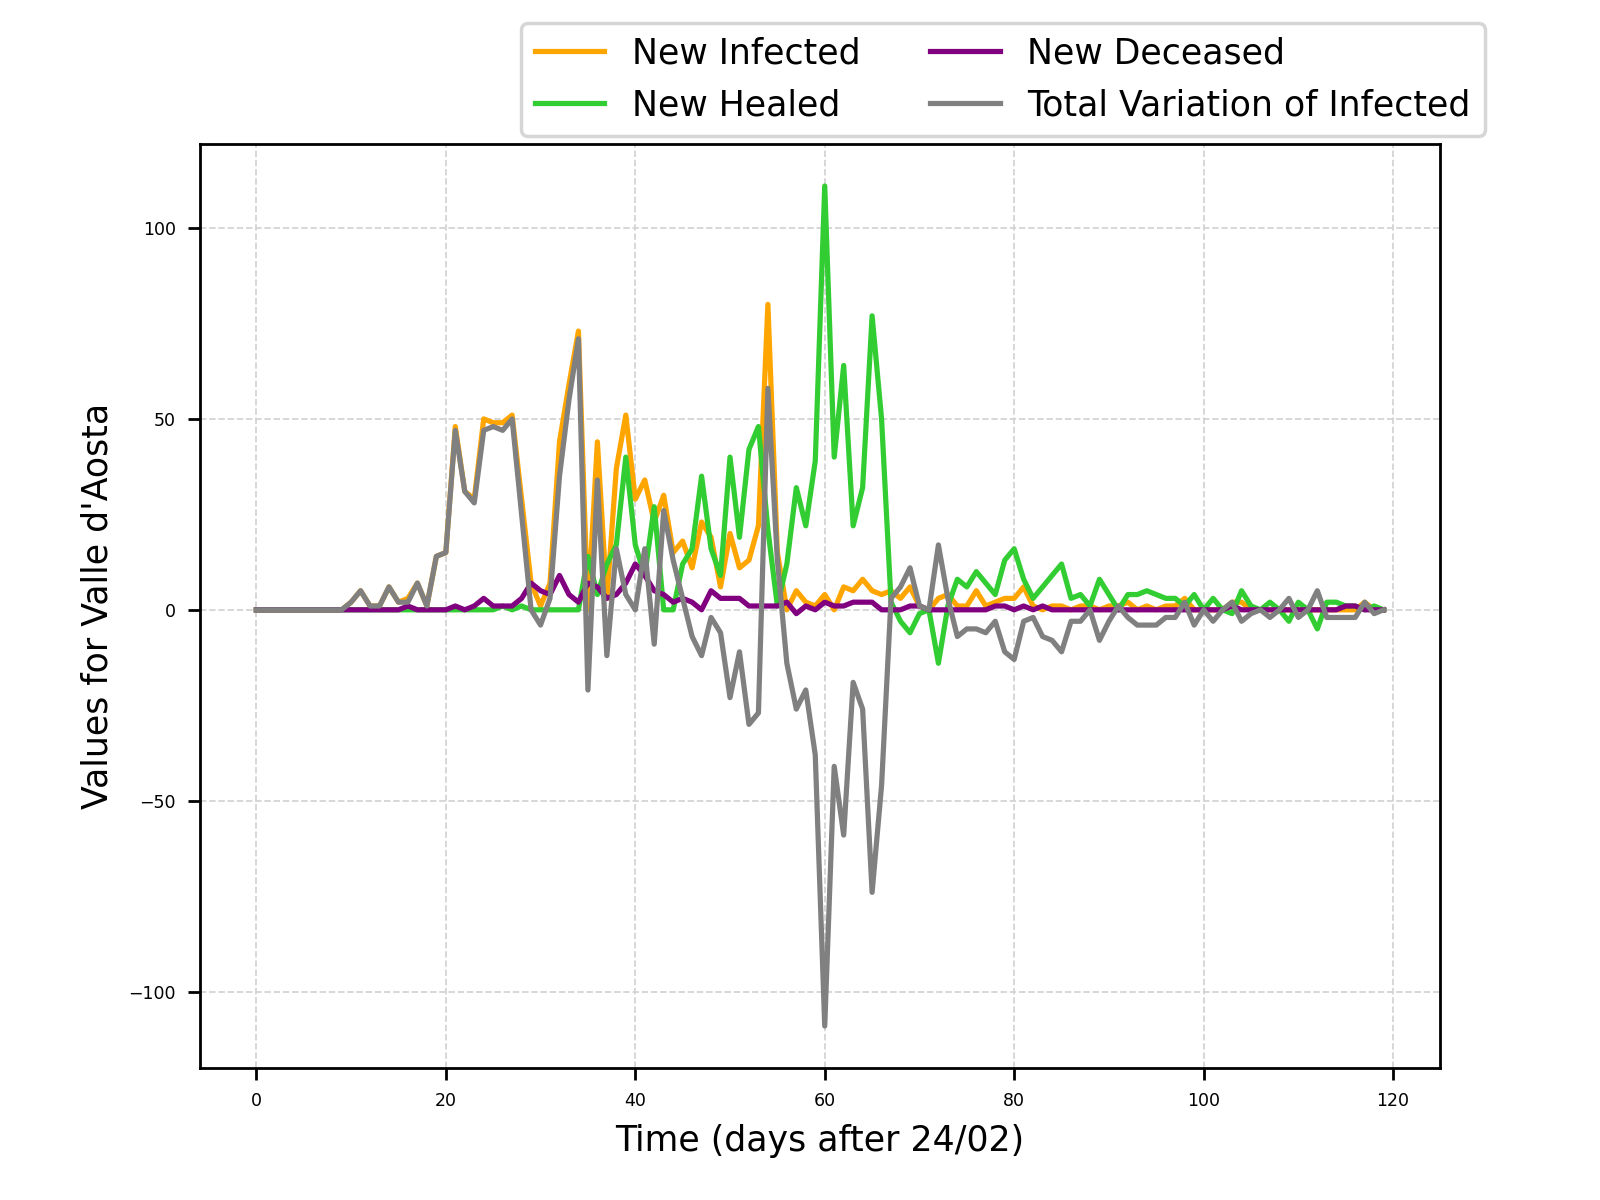 New Infected
New Healed
New Deceased
Total Variation of Infected
100
50
0
−50
−100
Values for Valle d'Aosta
0 20 40 60 80 100 120
Time (days after 24/02)